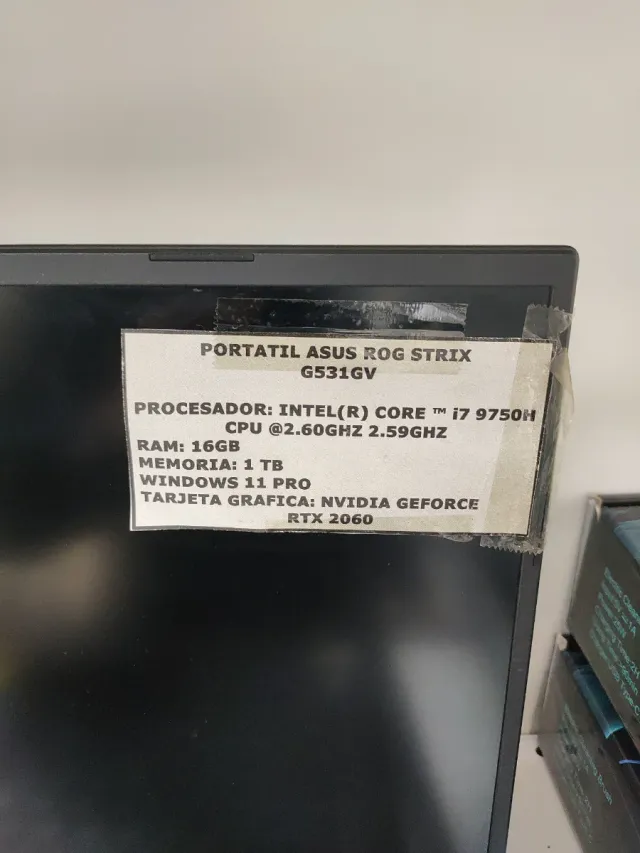 PORTATIL ASUS ROG STRIX
G531GV
PROCESADOR: INTEL(R) CORE ™ i7 9750H
CPU @2.60GHZ 2.59GHZ
RAM: 16GB
MEMORIA: 1 TB
WINDOWS 11 PRO
TARJETA GRAFICA: NVIDIA GEFORCE
RTX 2060